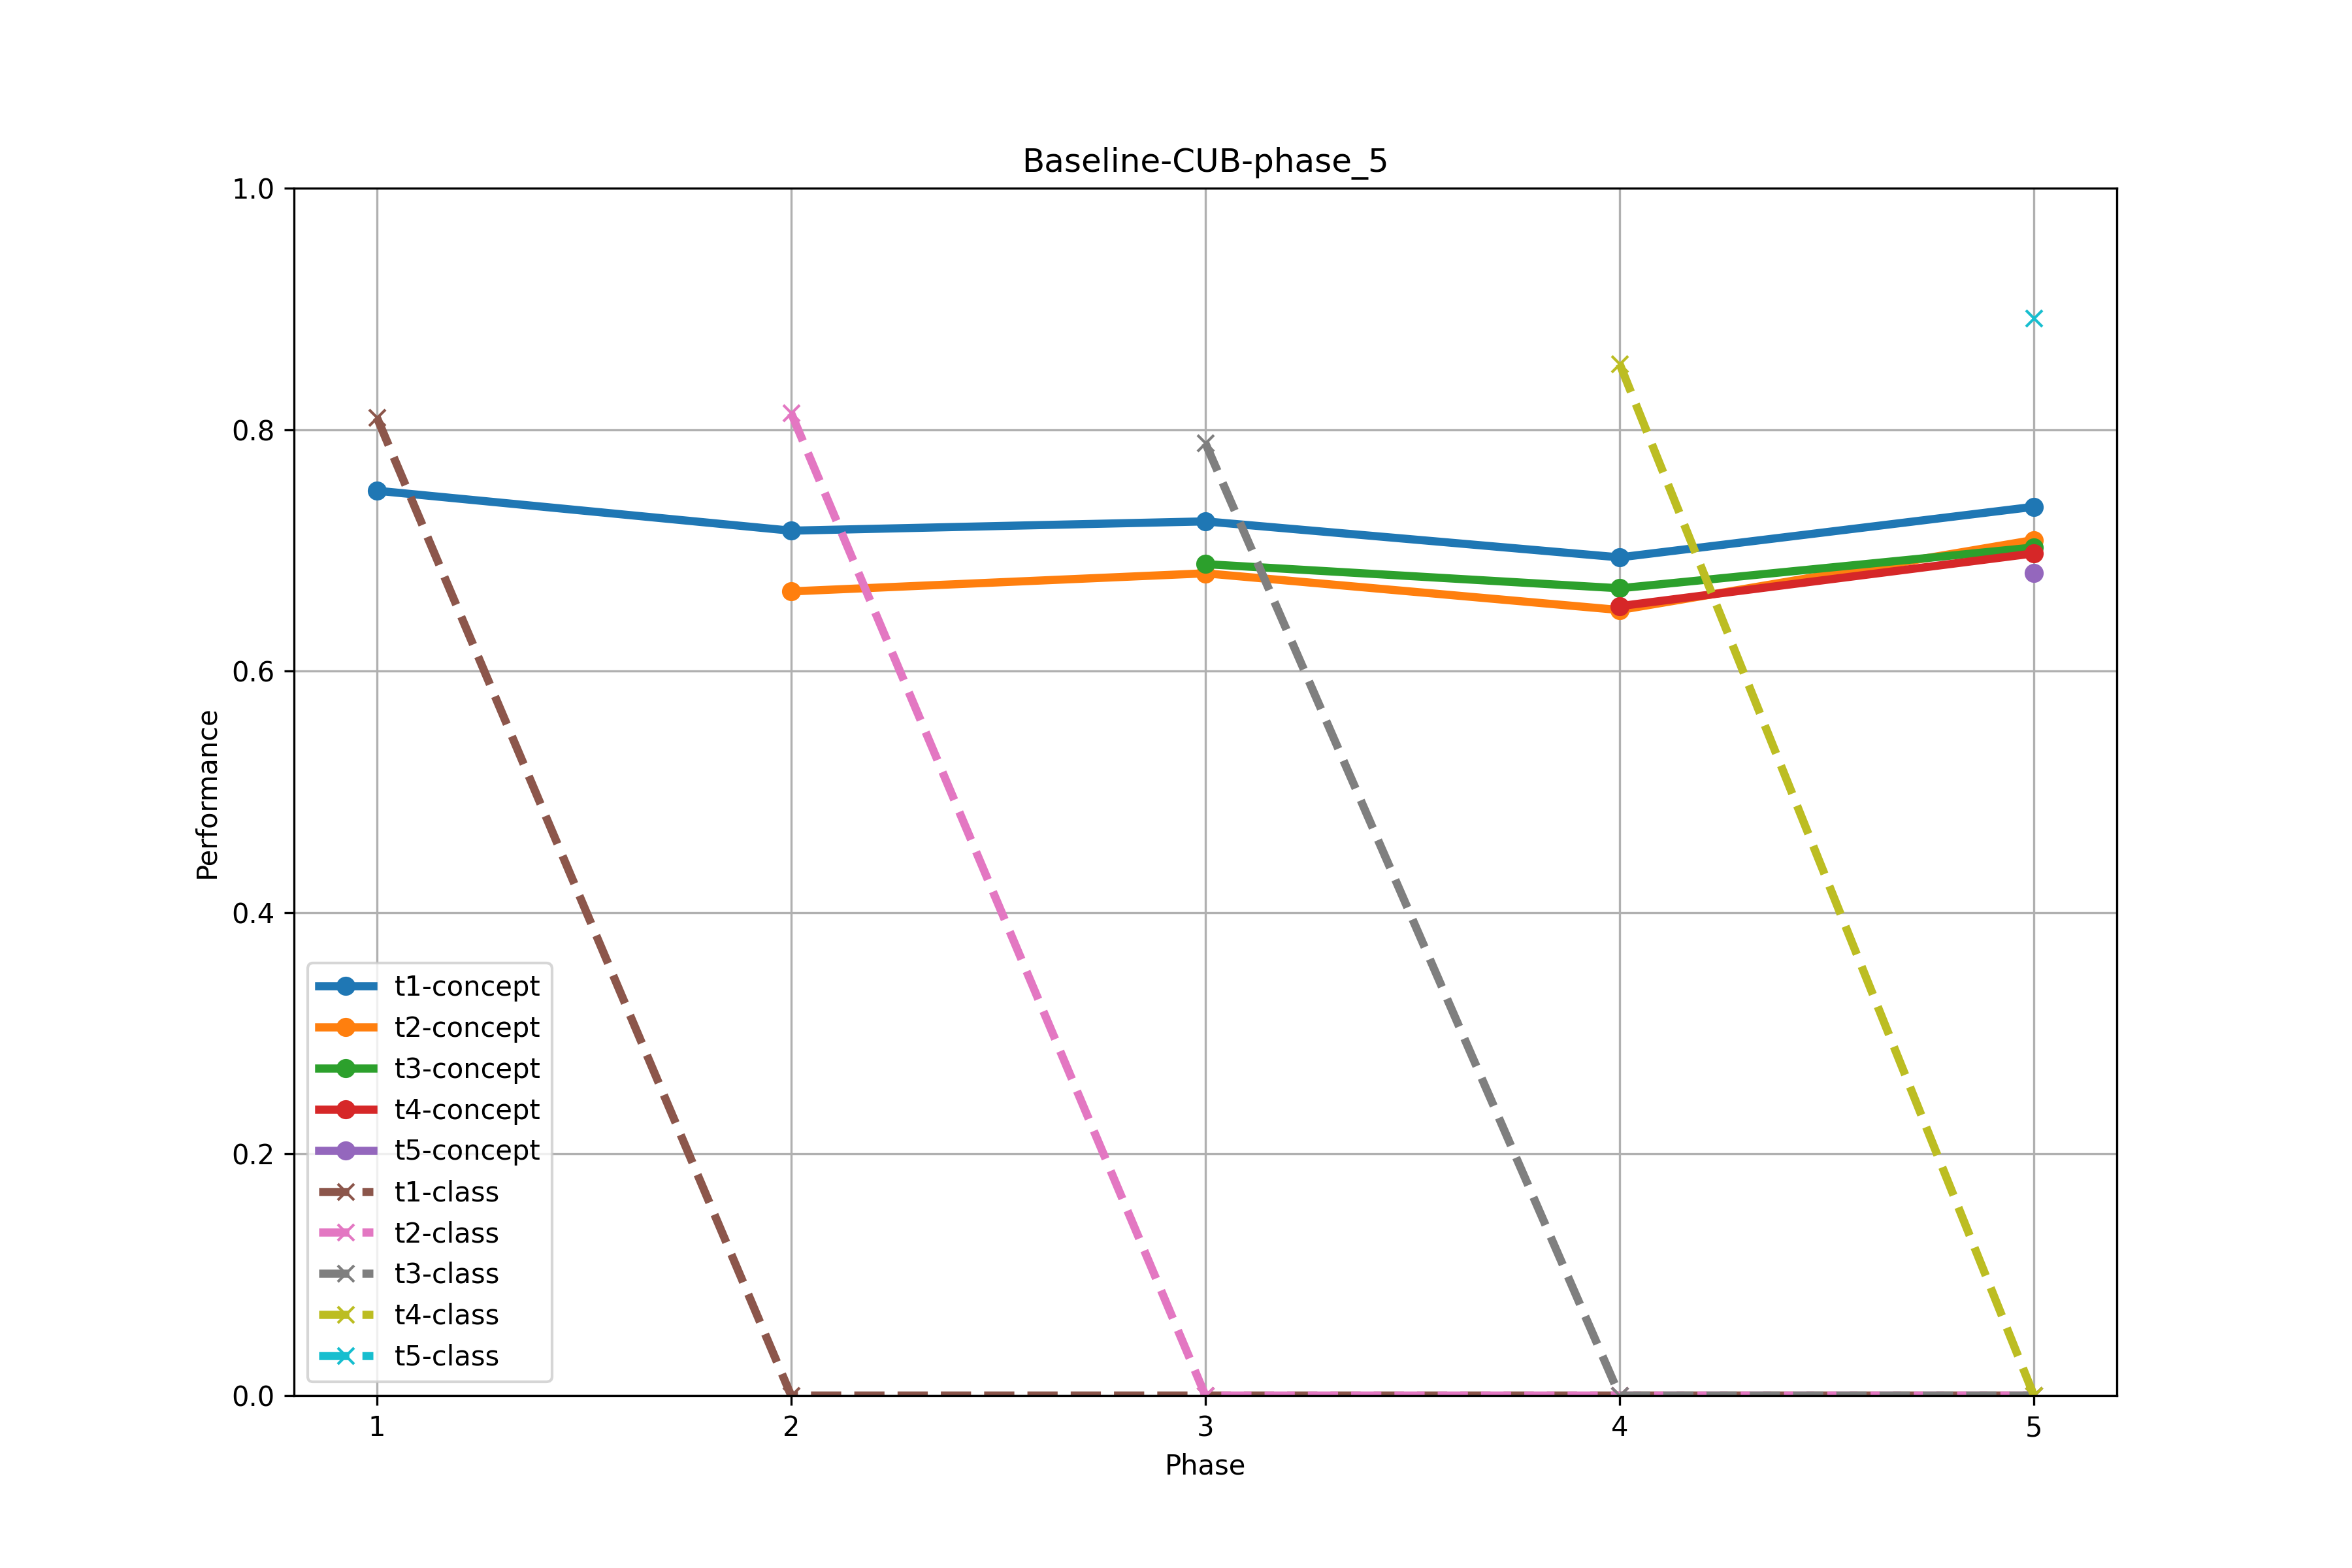 Baseline-CUB-phase_5
1.0
0.8
0.6
0.4
0.2
0.0
Performance
t1-concept
t2-concept
t3-concept
t4-concept
t5-concept
t1-class
t2-class
t3-class
t4-class
t5-class
1 2 3 4 5
Phase